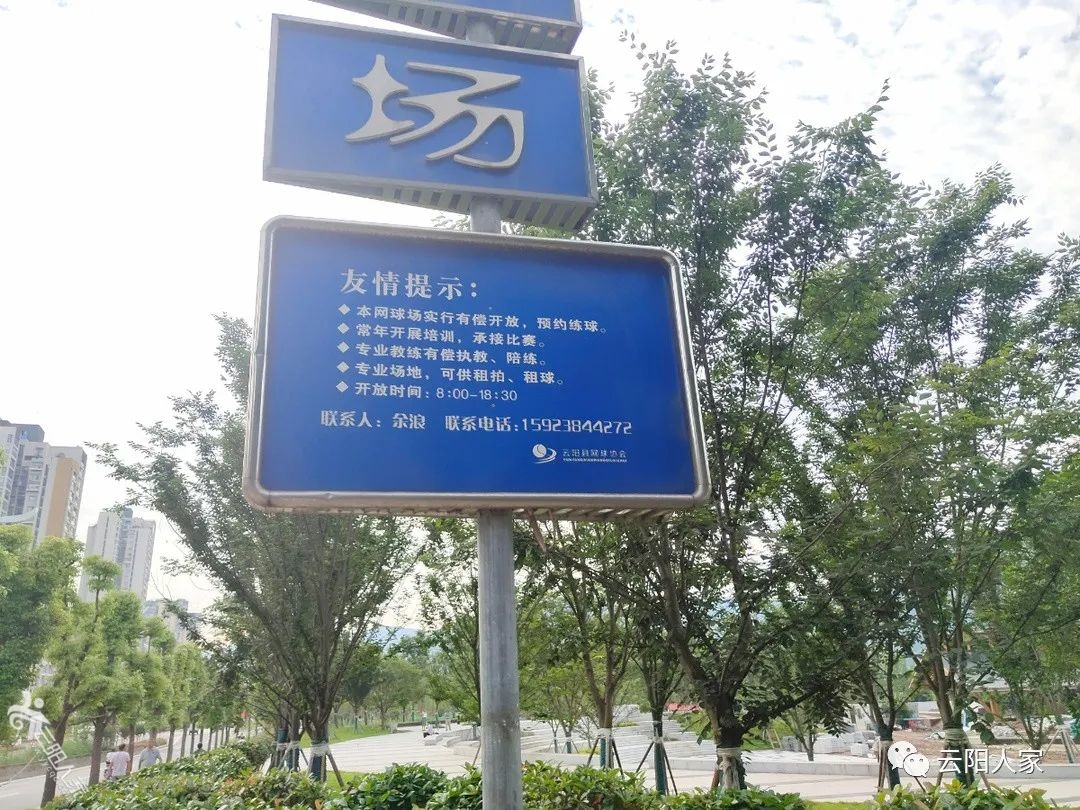 场
友情提示：
◆ 本网球场实行有偿开放，预约练球。
◆ 常年开展培训，承接比赛。
◆ 专业教练有偿执教、陪练。
◆ 专业场地，可供租拍、租球。
◆ 开放时间：8:00-18:30
联系人：余浪 联系电话:15923844272
云阳县网球协会
云阳人家